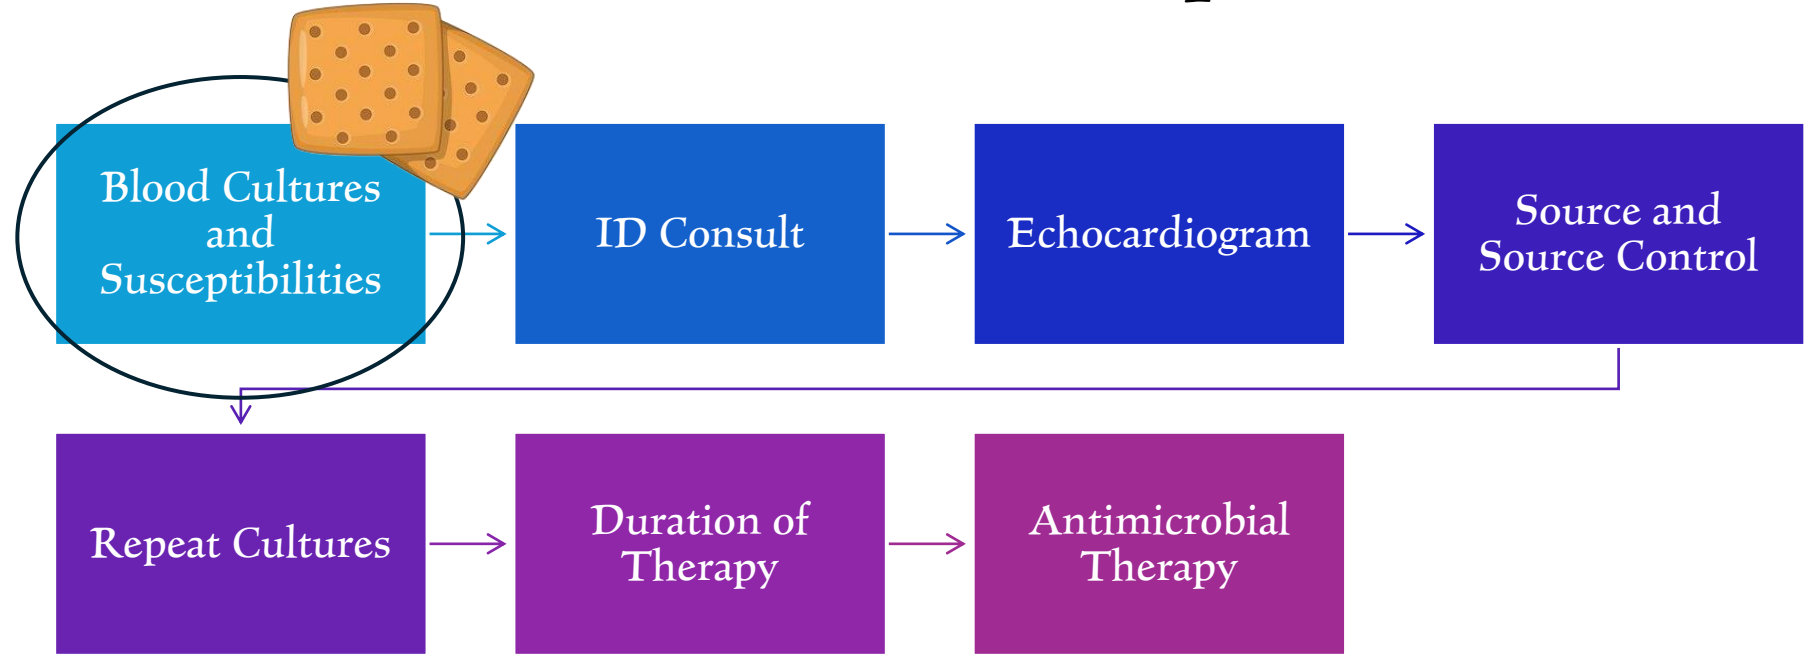 Blood Cultures
and
Susceptibilities
ID Consult
Echocardiogram
Source and
Source Control
Repeat Cultures
Duration of
Therapy
Antimicrobial
Therapy